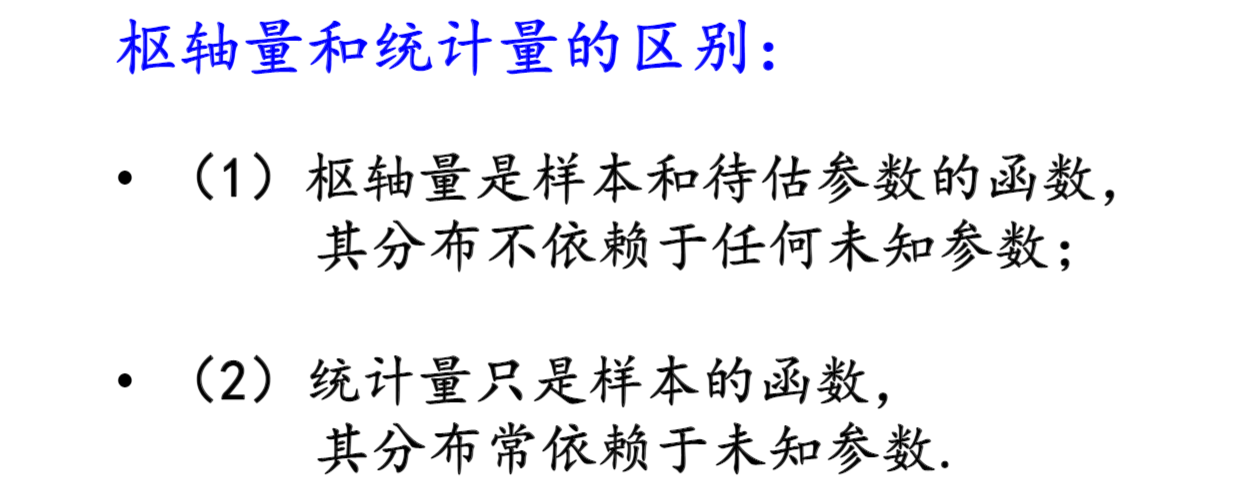 枢轴量和统计量的区别：
• （1）枢轴量是样本和待估参数的函数，
其分布不依赖于任何未知参数；
• （2）统计量只是样本的函数，
其分布常依赖于未知参数.